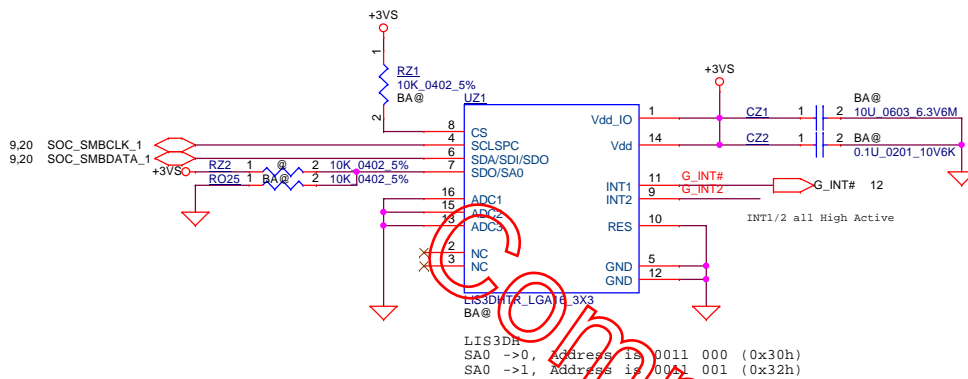 +3VS
1
RZ1
10K_0402_5%
BA@
2
UZ1
+3VS
8 CS
4 SCLSPC
6 SDA/SDI/SDO
7 SDO/SA0
16 ADC1
15 ADC2
13 ADC3
2 NC
3 NC
Vdd_IO 1
Vdd 14
INT1 11
INT2 9
RES 10
GND 5
GND 12
9,20 SOC_SMBCLK_1
9,20 SOC_SMBDATA_1
+3VS RZ2 1 @ 2 10K_0402_5%
RO25 1 BA@ 2 10K_0402_5%
CZ1 1 2 BA@
10U_0603_6.3V6M
CZ2 1 2 BA@
0.1U_0201_10V6K
G_INT#
G_INT2
G_INT# 12
INT1/2 all High Active
LIS3DHTR_LGA16_3X3
BA@
LIS3DH
SA0 ->0, Address is 0011 000 (0x30h)
SA0 ->1, Address is 0011 001 (0x32h)
Com